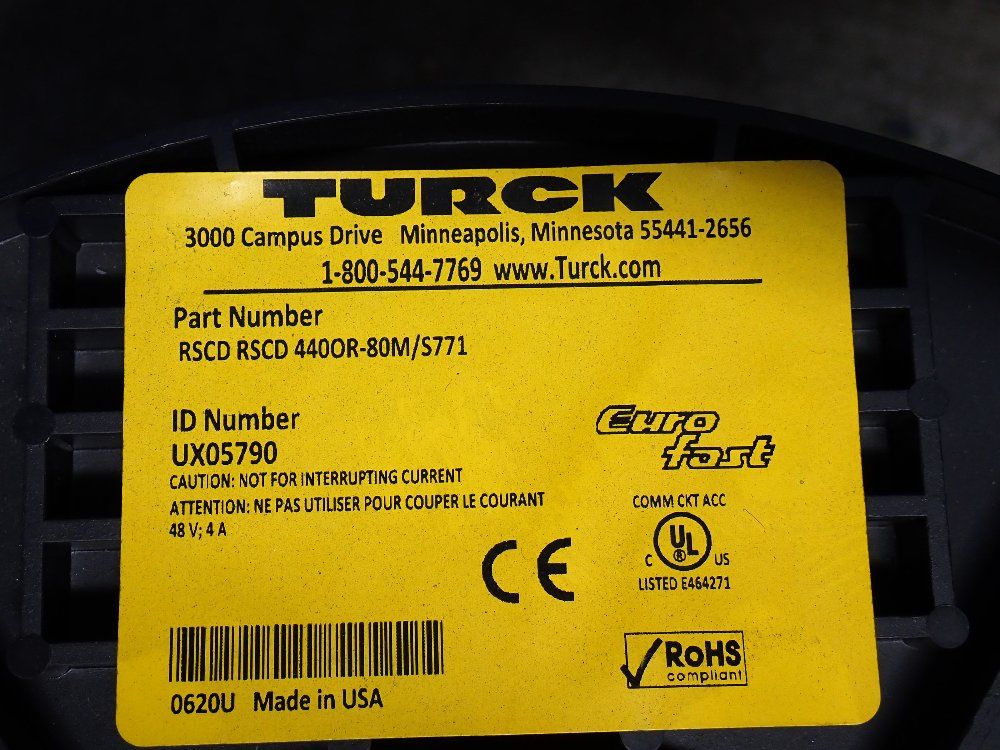 TURCK
3000 Campus Drive Minneapolis, Minnesota 55441-2656
1-800-544-7769 www.Turck.com
Part Number
RSCD RSCD 440OR-80M/S771
ID Number
UX05790
CAUTION: NOT FOR INTERRUPTING CURRENT
ATTENTION: NE PAS UTILISER POUR COUPER LE COURANT
48 V; 4 A
Euro
fast
COMM CKT ACC
C UL ® US
LISTED E464271
CE
RoHS
compliant
0620U Made in USA